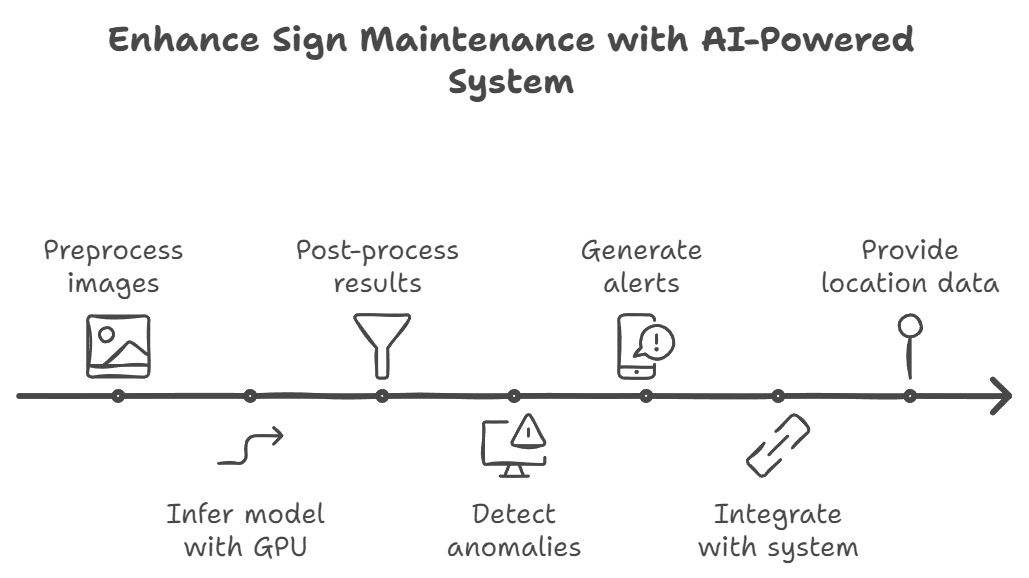 Enhance Sign Maintenance with AI-Powered
System
Preprocess
images
Infer model
with GPU
Post-process
results
Detect
anomalies
Generate
alerts
Integrate
with system
Provide
location data